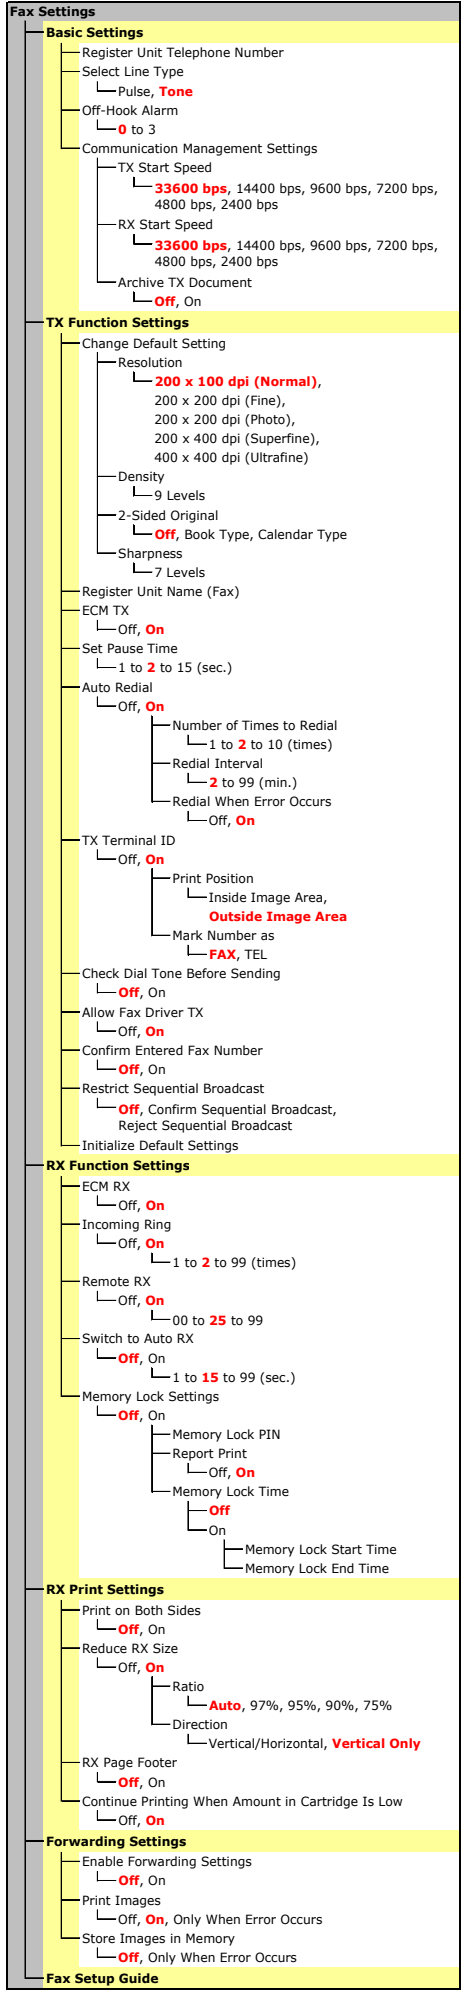 Fax Settings
Basic Settings
Register Unit Telephone Number
Select Line Type
Pulse, Tone
Off-Hook Alarm
0 to 3
Communication Management Settings
TX Start Speed
33600 bps, 14400 bps, 9600 bps, 7200 bps,
4800 bps, 2400 bps
RX Start Speed
33600 bps, 14400 bps, 9600 bps, 7200 bps,
4800 bps, 2400 bps
Archive TX Document
Off, On
TX Function Settings
Change Default Setting
Resolution
200 x 100 dpi (Normal),
200 x 200 dpi (Fine),
200 x 200 dpi (Photo),
200 x 400 dpi (Superfine),
400 x 400 dpi (Ultrafine)
Density
9 Levels
2-Sided Original
Off, Book Type, Calendar Type
Sharpness
7 Levels
Register Unit Name (Fax)
ECM TX
Off, On
Set Pause Time
1 to 2 to 15 (sec.)
Auto Redial
Off, On
Number of Times to Redial
1 to 2 to 10 (times)
Redial Interval
2 to 99 (min.)
Redial When Error Occurs
Off, On
TX Terminal ID
Off, On
Print Position
Inside Image Area,
Outside Image Area
Mark Number as
FAX, TEL
Check Dial Tone Before Sending
Off, On
Allow Fax Driver TX
Off, On
Confirm Entered Fax Number
Off, On
Restrict Sequential Broadcast
Off, Confirm Sequential Broadcast,
Reject Sequential Broadcast
Initialize Default Settings
RX Function Settings
ECM RX
Off, On
Incoming Ring
Off, On
1 to 2 to 99 (times)
Remote RX
Off, On
00 to 25 to 99
Switch to Auto RX
Off, On
1 to 15 to 99 (sec.)
Memory Lock Settings
Off, On
Memory Lock PIN
Report Print
Off, On
Memory Lock Time
Off
On
Memory Lock Start Time
Memory Lock End Time
RX Print Settings
Print on Both Sides
Off, On
Reduce RX Size
Off, On
Ratio
Auto, 97%, 95%, 90%, 75%
Direction
Vertical/Horizontal, Vertical Only
RX Page Footer
Off, On
Continue Printing When Amount in Cartridge Is Low
Off, On
Forwarding Settings
Enable Forwarding Settings
Off, On
Print Images
Off, On, Only When Error Occurs
Store Images in Memory
Off, Only When Error Occurs
Fax Setup Guide